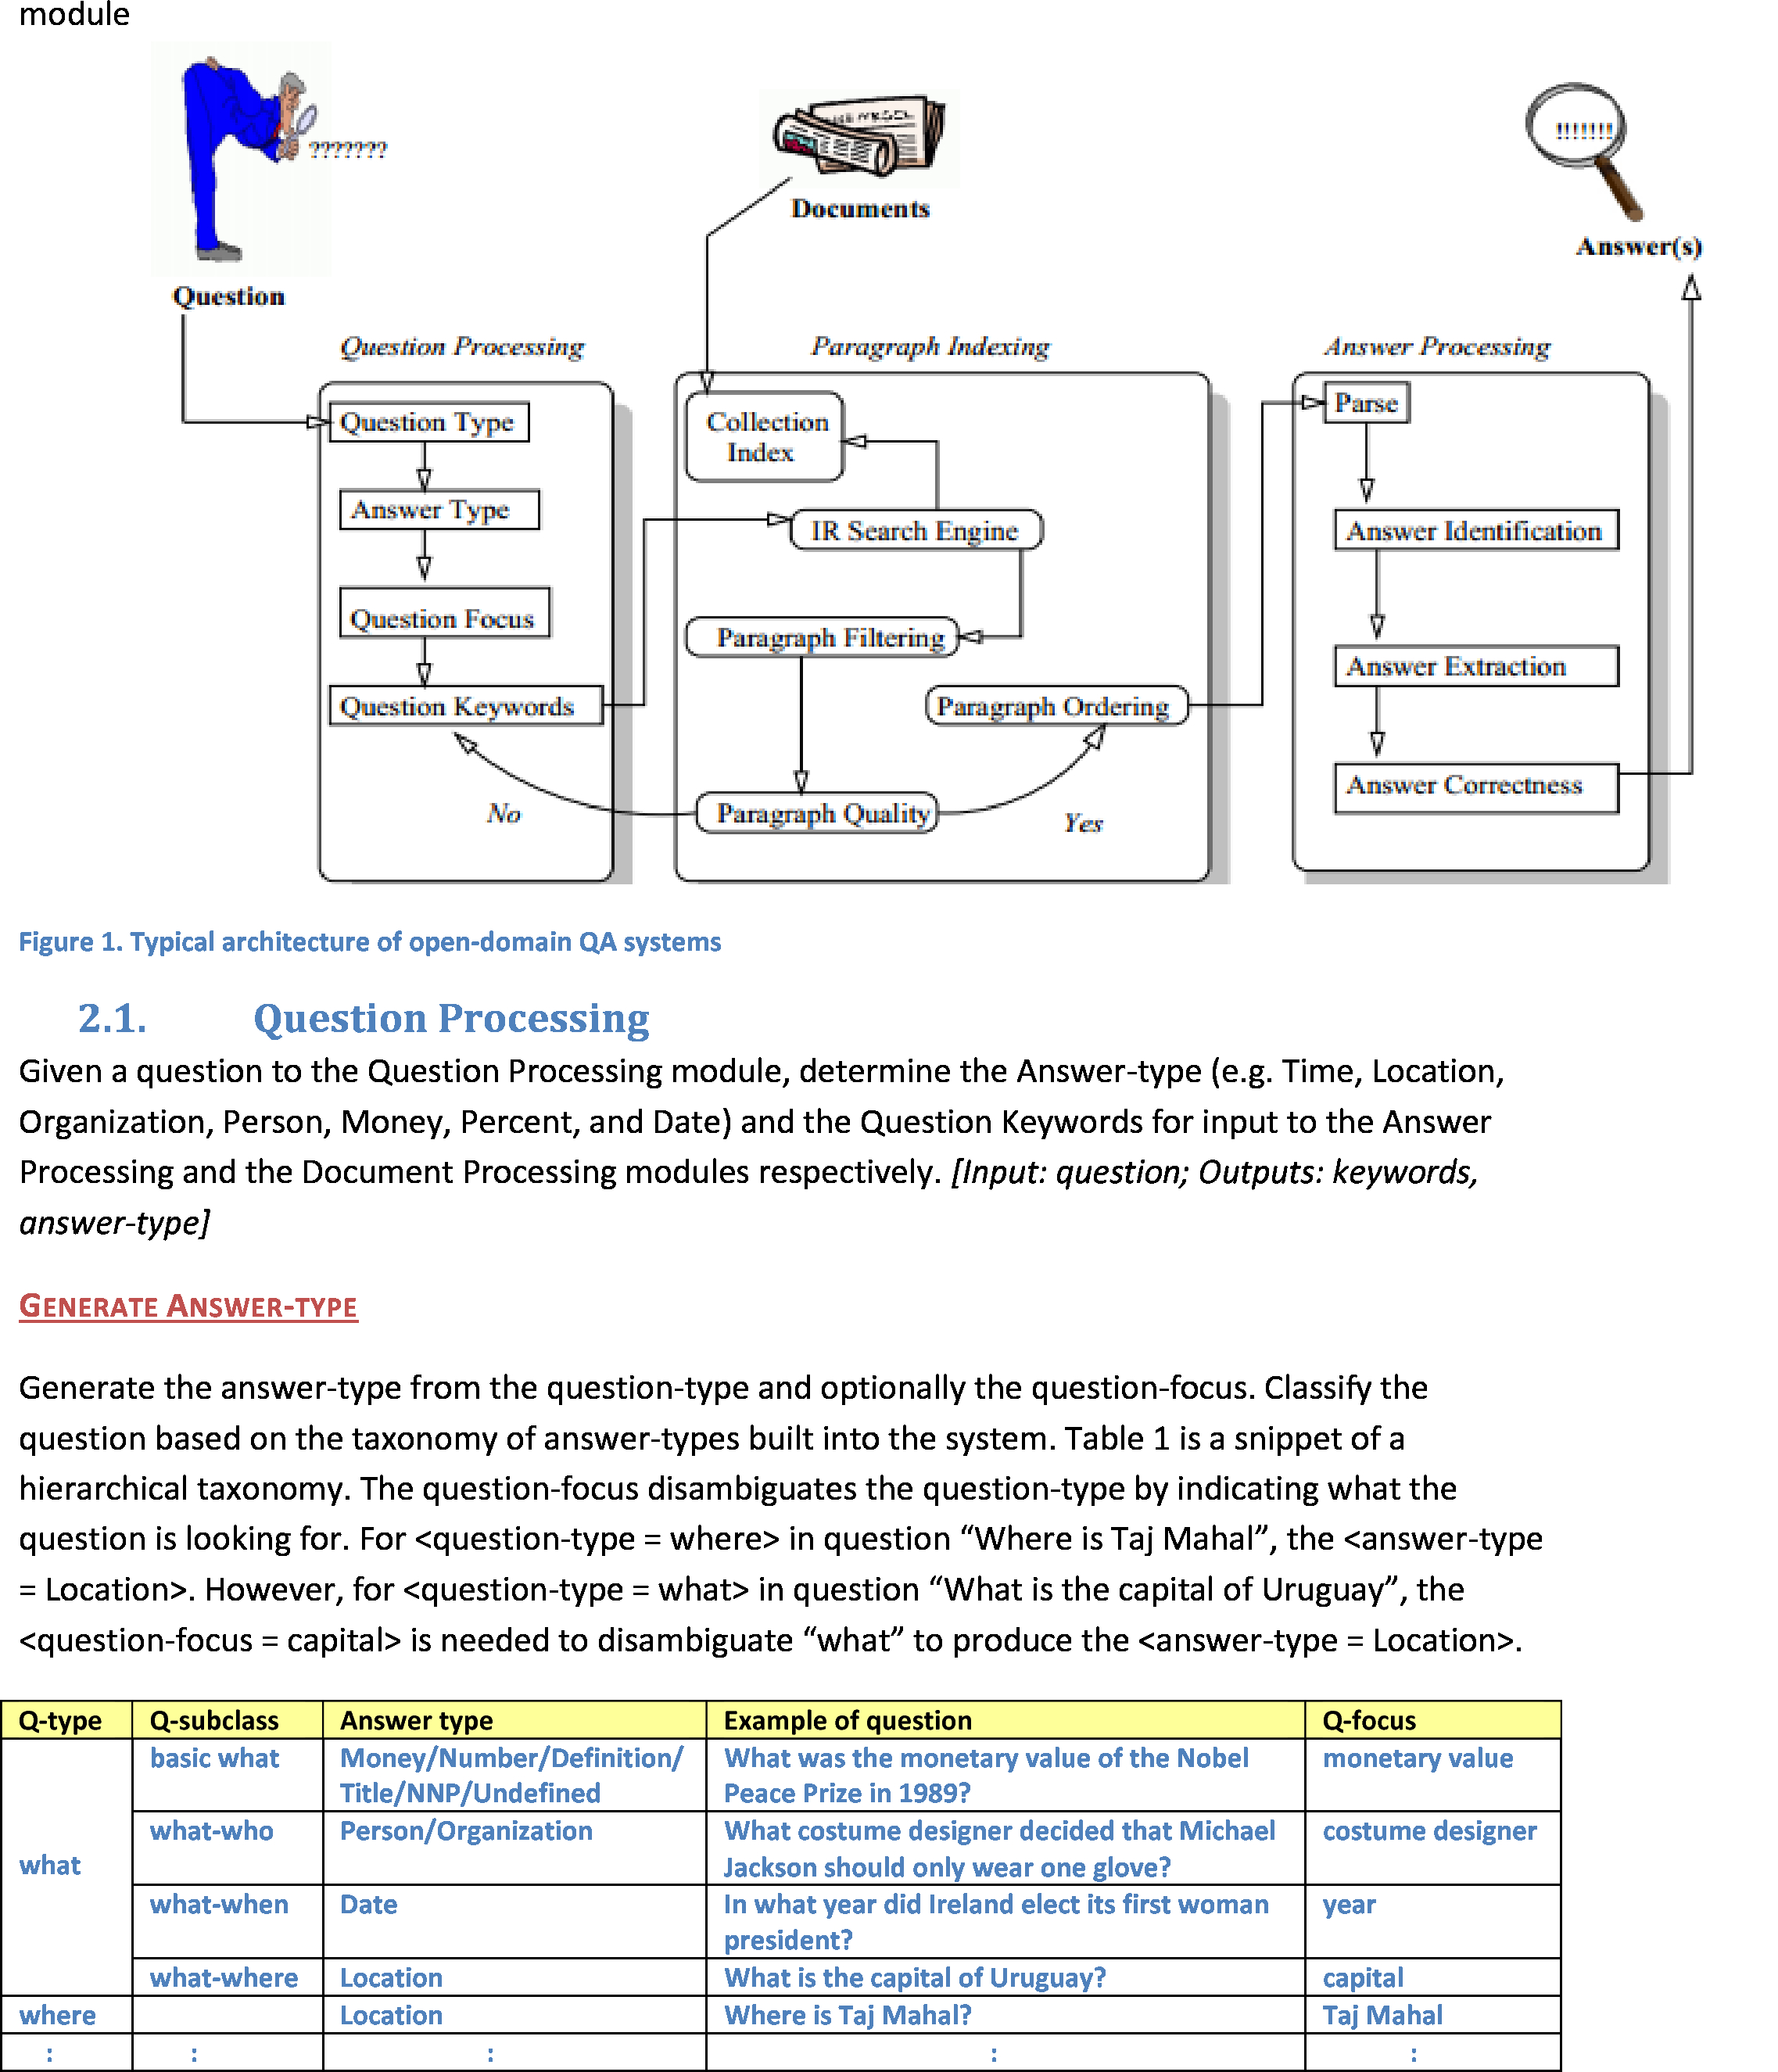 module
???????
Question
Documents
!!!!!!!
Answer(s)
Question Processing
Question Type
Answer Type
Question Focus
Question Keywords
Paragraph Indexing
Collection
Index
IR Search Engine
Paragraph Filtering
Paragraph Ordering
Paragraph Quality
No
Yes
Answer Processing
Parse
Answer Identification
Answer Extraction
Answer Correctness
Figure 1. Typical architecture of open-domain QA systems
2.1. Question Processing
Given a question to the Question Processing module, determine the Answer-type (e.g. Time, Location,
Organization, Person, Money, Percent, and Date) and the Question Keywords for input to the Answer
Processing and the Document Processing modules respectively. [Input: question; Outputs: keywords,
answer-type]
GENERATE ANSWER-TYPE
Generate the answer-type from the question-type and optionally the question-focus. Classify the
question based on the taxonomy of answer-types built into the system. Table 1 is a snippet of a
hierarchical taxonomy. The question-focus disambiguates the question-type by indicating what the
question is looking for. For <question-type = where> in question “Where is Taj Mahal”, the <answer-type
= Location>. However, for <question-type = what> in question “What is the capital of Uruguay”, the
<question-focus = capital> is needed to disambiguate “what” to produce the <answer-type = Location>.
Q-type Q-subclass Answer type Example of question Q-focus
what
basic what Money/Number/Definition/ What was the monetary value of the Nobel monetary value
Title/NNP/Undefined Peace Prize in 1989?
what-who Person/Organization What costume designer decided that Michael costume designer
Jackson should only wear one glove?
what-when Date In what year did Ireland elect its first woman year
president?
what-where Location What is the capital of Uruguay? capital
where Location Where is Taj Mahal? Taj Mahal
: : : : :